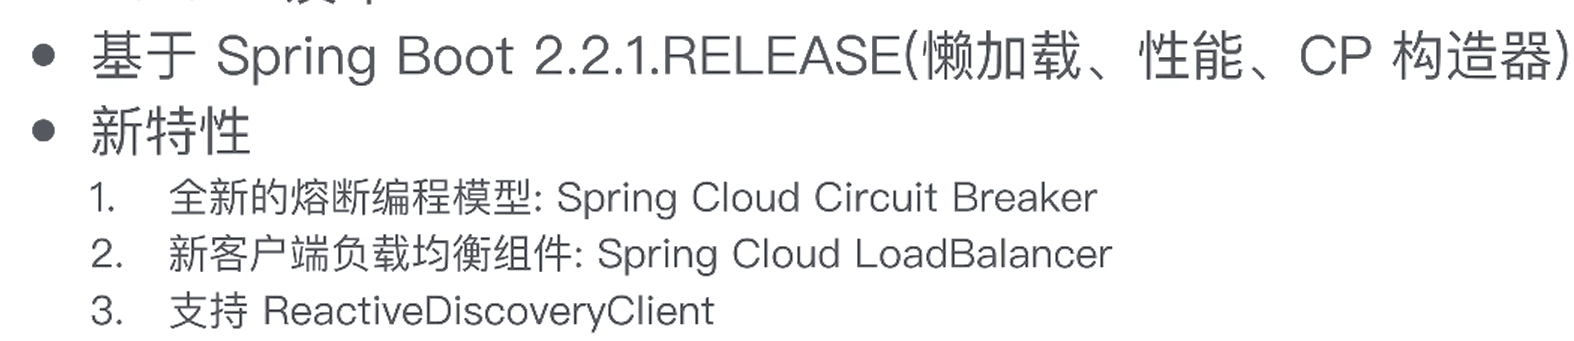 • 基于 Spring Boot 2.2.1.RELEASE(懒加载、性能、CP 构造器)
• 新特性
1. 全新的熔断编程模型: Spring Cloud Circuit Breaker
2. 新客户端负载均衡组件: Spring Cloud LoadBalancer
3. 支持 ReactiveDiscoveryClient